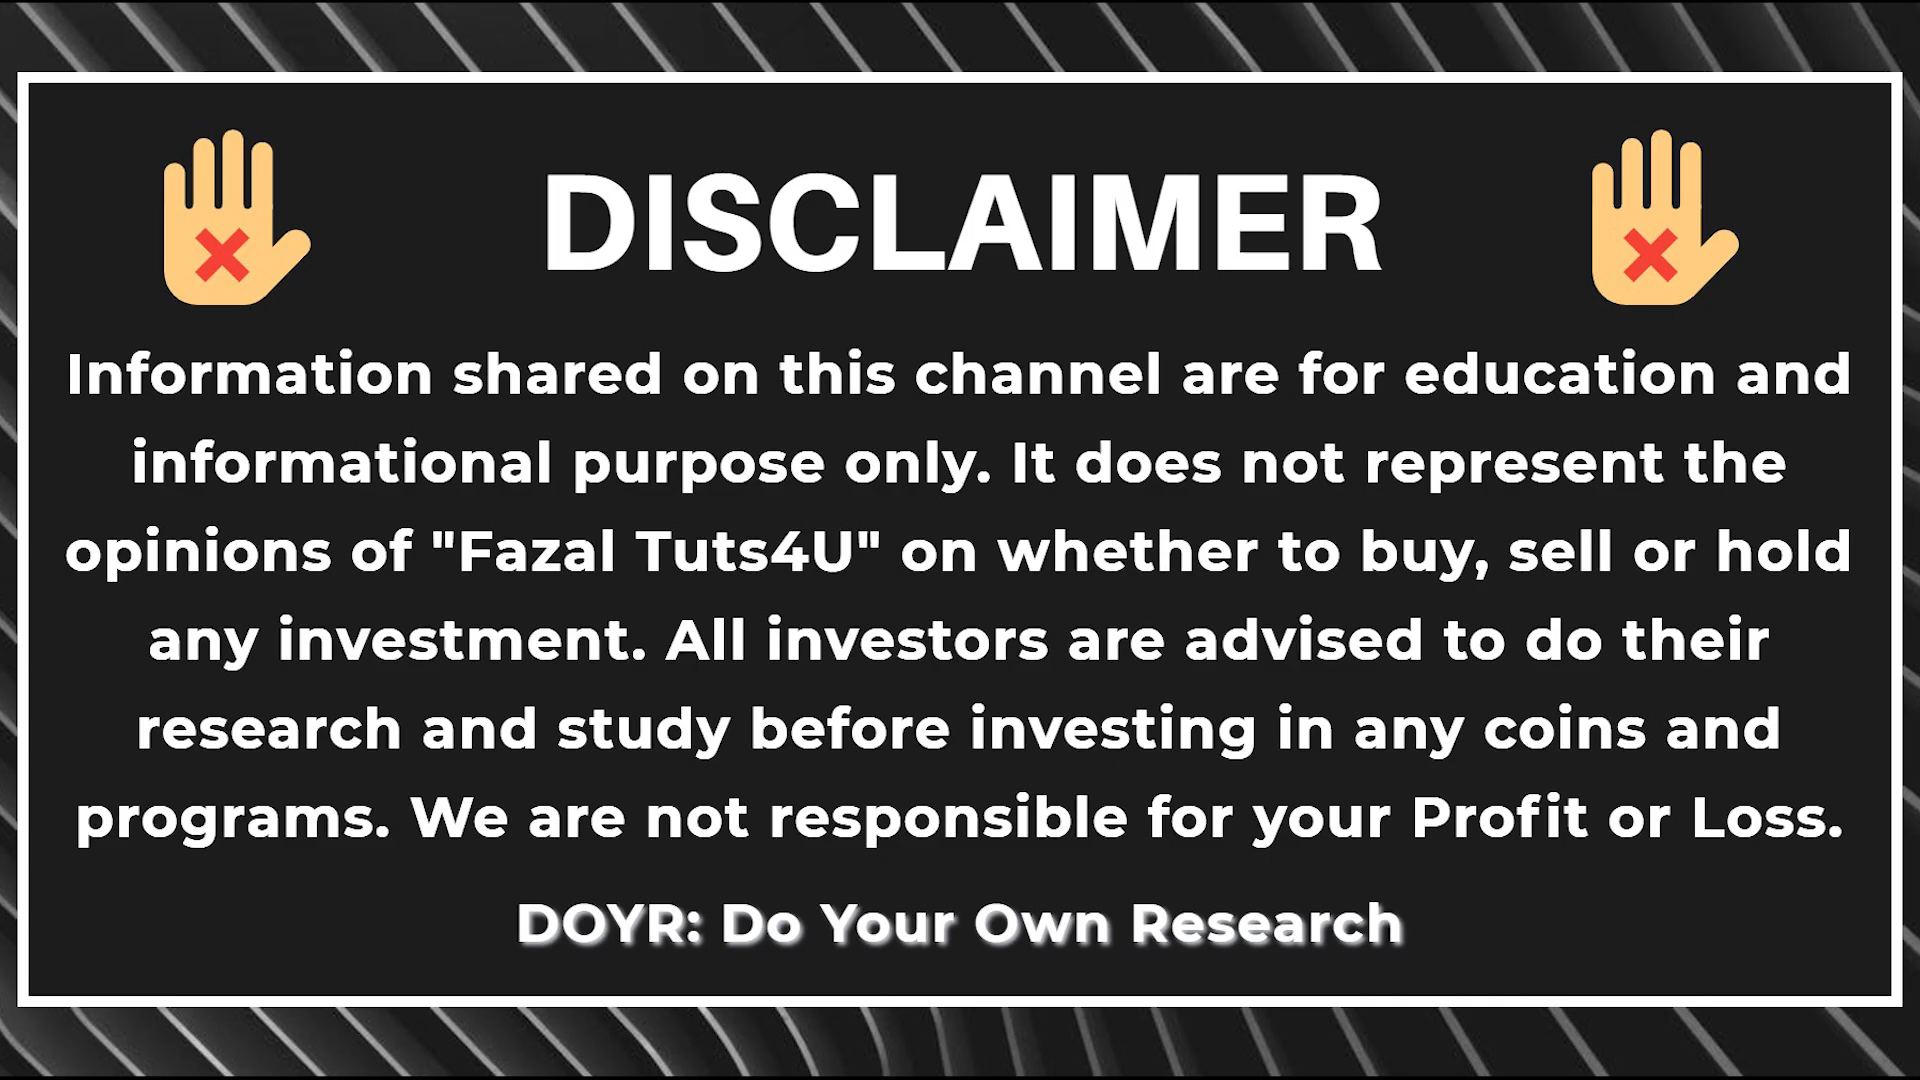 DISCLAIMER
Information shared on this channel are for education and
informational purpose only. It does not represent the
opinions of "Fazal Tuts4U" on whether to buy, sell or hold
any investment. All investors are advised to do their
research and study before investing in any coins and
programs. We are not responsible for your Profit or Loss.
DOYR: Do Your Own Research